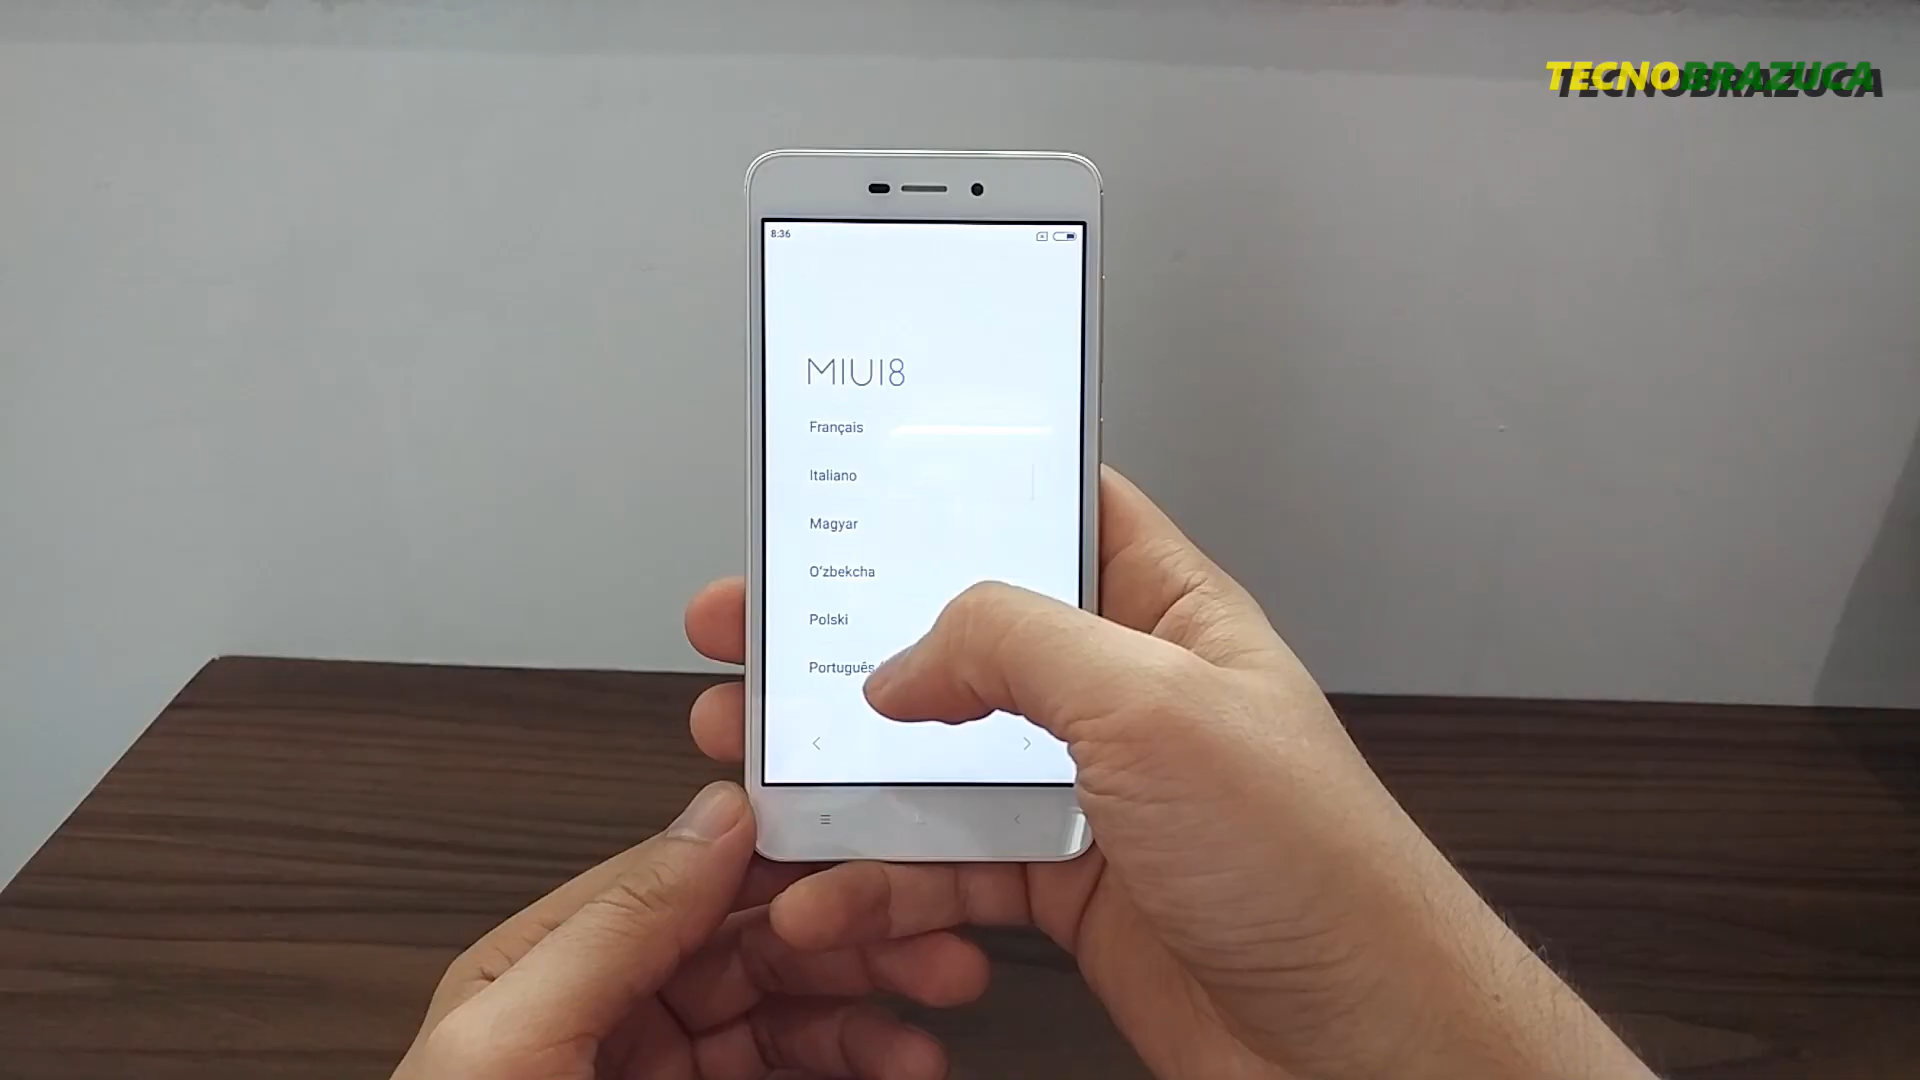 TECNOBRAZUCA
8:36
MIUI8
Français
Italiano
Magyar
O'zbekcha
Polski
Português